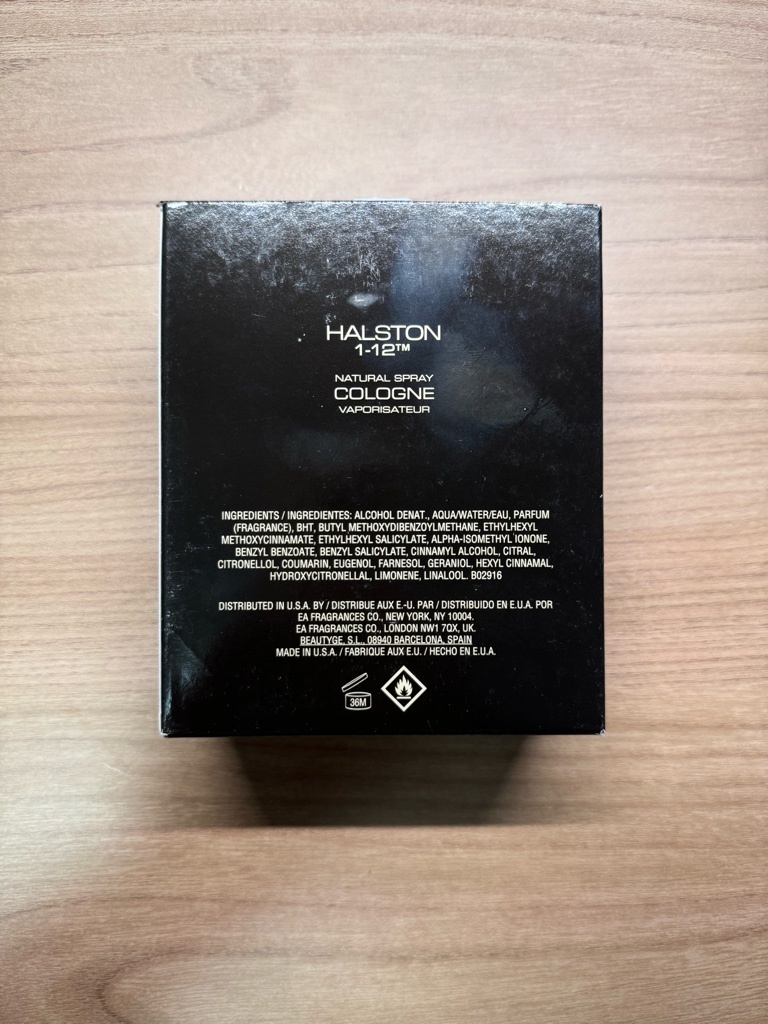 HALSTON
1-12™
NATURAL SPRAY
COLOGNE
VAPORISATEUR
INGREDIENTS / INGREDIENTES: ALCOHOL DENAT., AQUA/WATER/EAU, PARFUM
(FRAGRANCE), BHT, BUTYL METHOXYDIBENZOYLMETHANE, ETHYLHEXYL
METHOXYCINNAMATE, ETHYLHEXYL SALICYLATE, ALPHA-ISOMETHYL IONONE,
BENZYL BENZOATE, BENZYL SALICYLATE, CINNAMYL ALCOHOL, CITRAL,
CITRONELLOL, COUMARIN, EUGENOL, FARNESOL, GERANIOL, HEXYL CINNAMAL,
HYDROXYCITRONELLAL, LIMONENE, LINALOOL. B02916
DISTRIBUTED IN U.S.A. BY / DISTRIBUE AUX E.-U. PAR / DISTRIBUIDO EN E.U.A. POR
EA FRAGRANCES CO., NEW YORK, NY 10004.
EA FRAGRANCES CO., LONDON NW1 7QX, UK.
BEAUTYGE, S.L., 08940 BARCELONA, SPAIN
MADE IN U.S.A. / FABRIQUE AUX E.U. / HECHO EN E.U.A.
36M